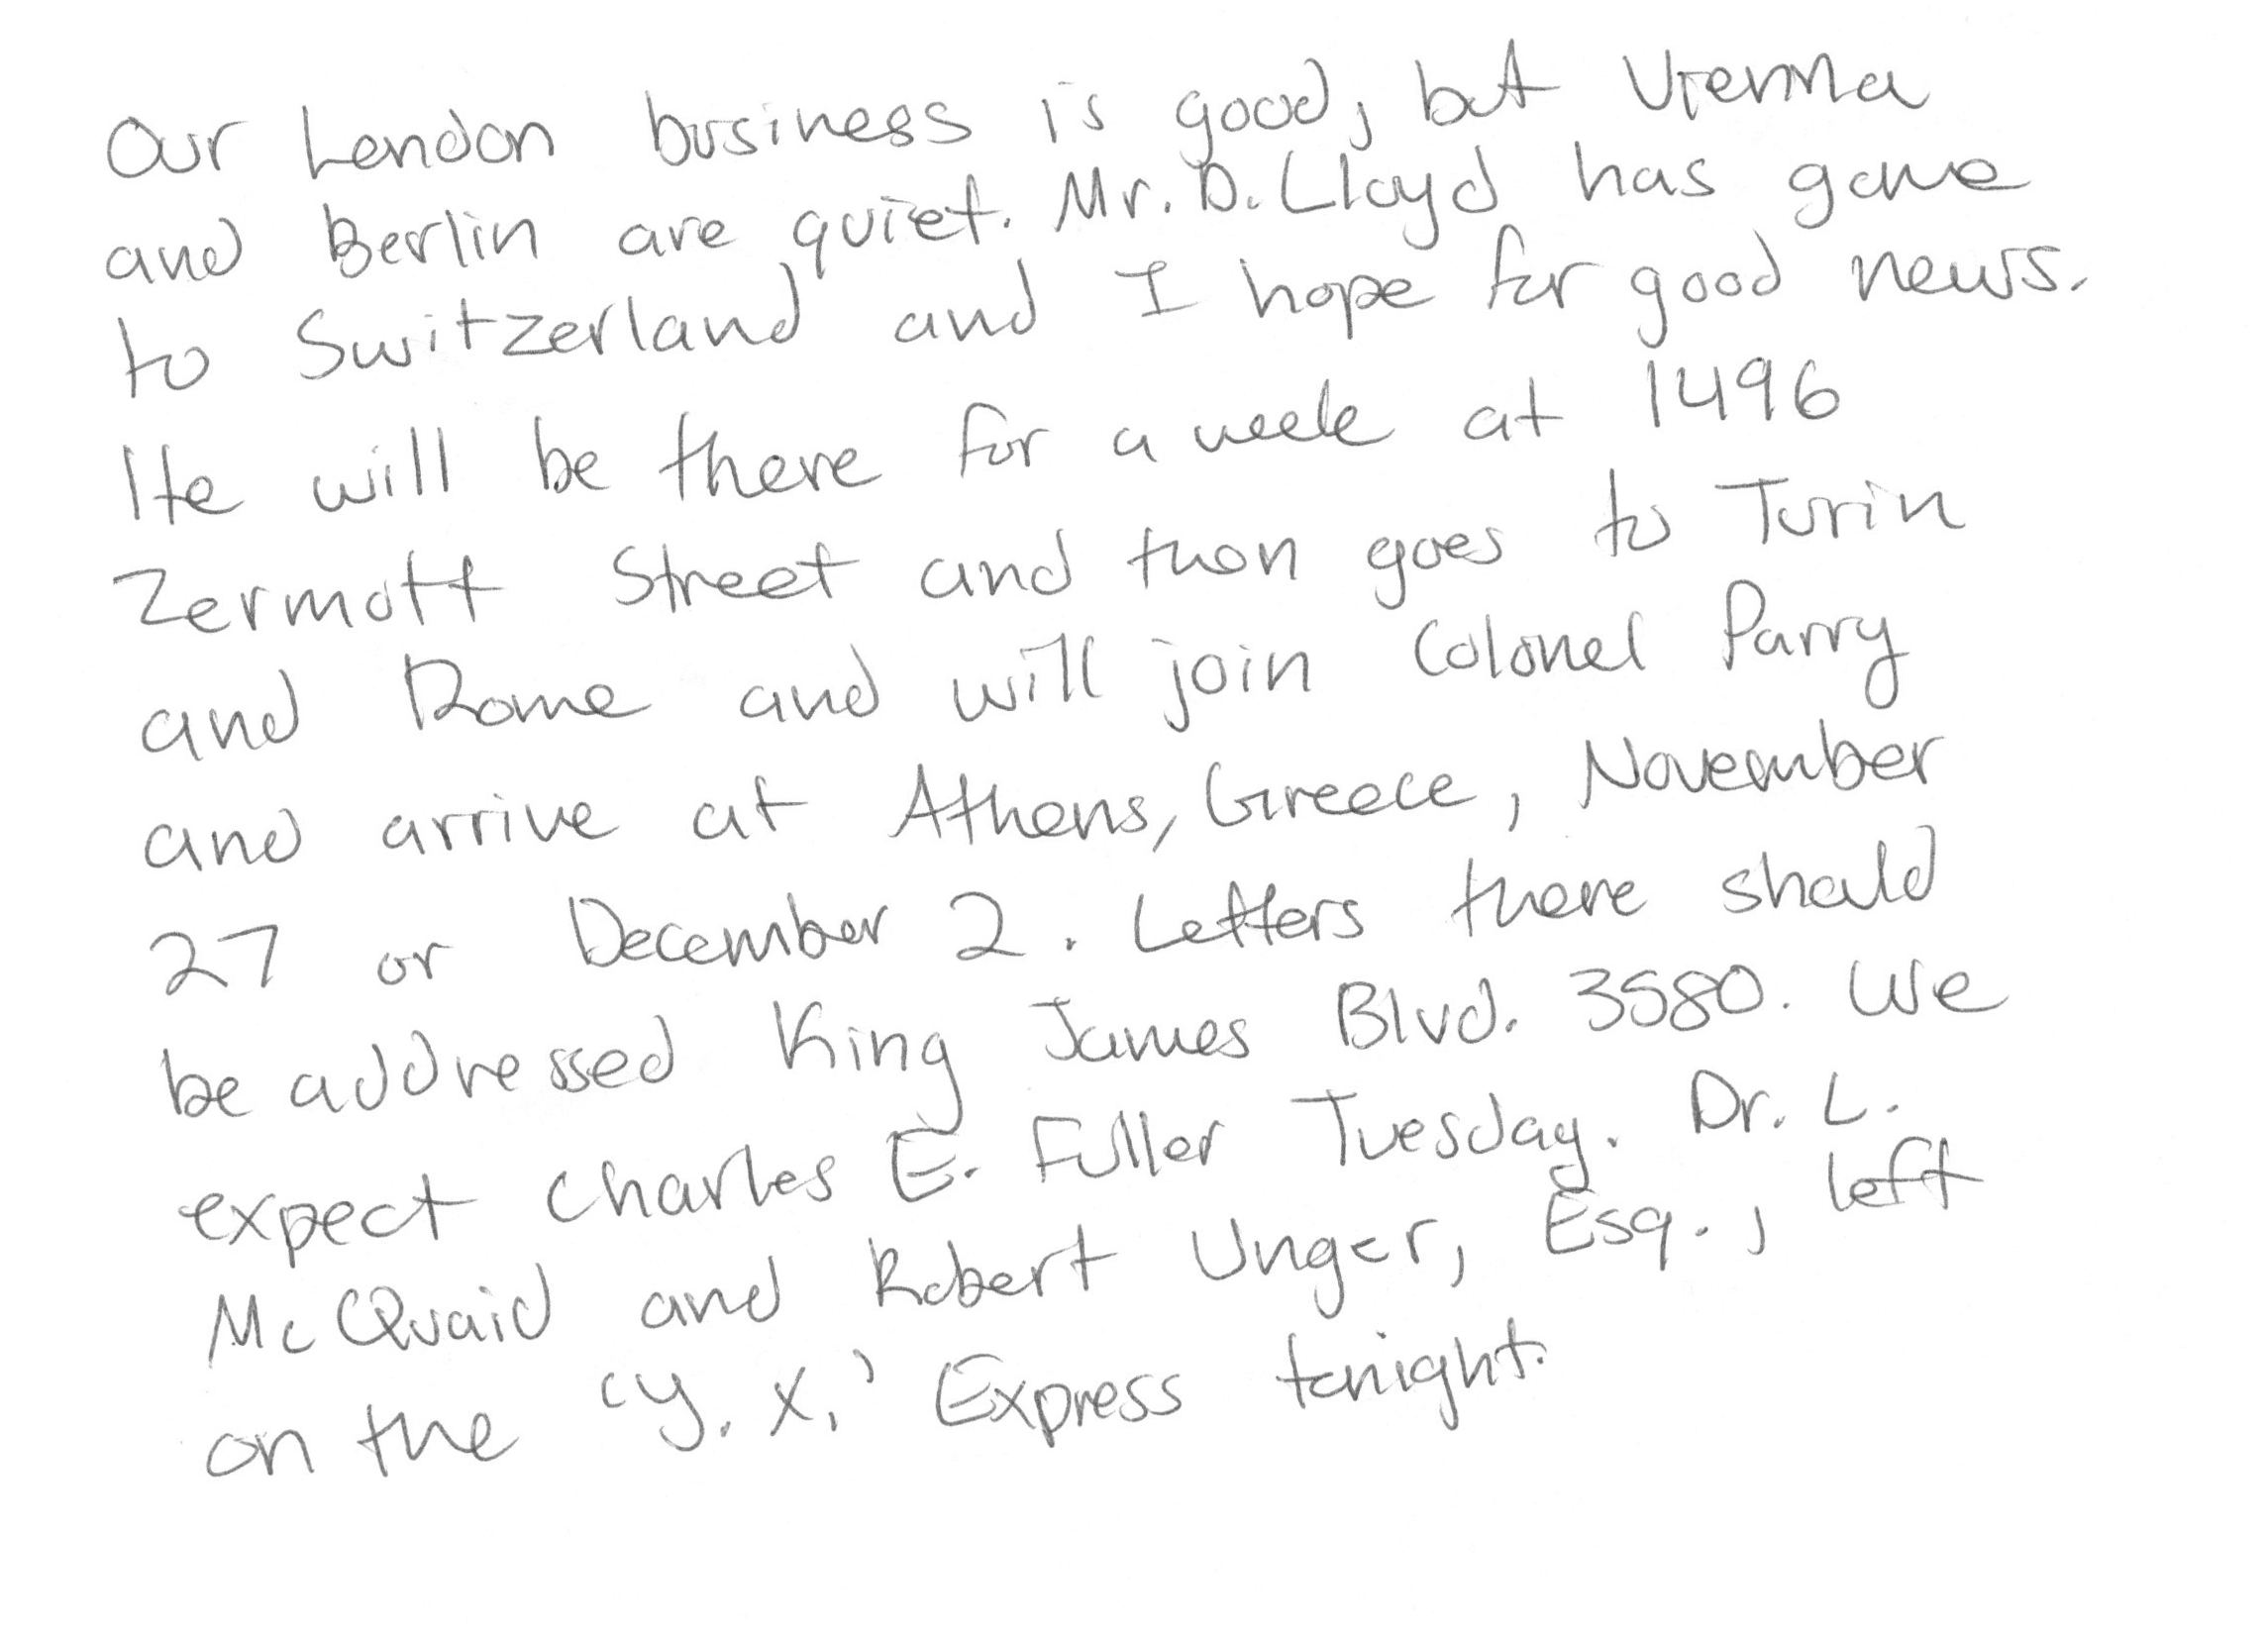 Our London business is good, but Vienna
and Berlin are quiet. Mr. D. Lloyd has gone
to Switzerland and I hope for good news.
He will be there for a week at 1496
Zermott Street and then goes to Turin
and Rome and will join Colonel Parry
and arrive at Athens, Greece, November
27 or December 2. Letters there should
be addressed King James Blvd. 3580. We
expect Charles E. Fuller Tuesday. Dr. L.
McQuaid and Robert Unger, Esq., left
on the 'Y. X.' Express tonight.